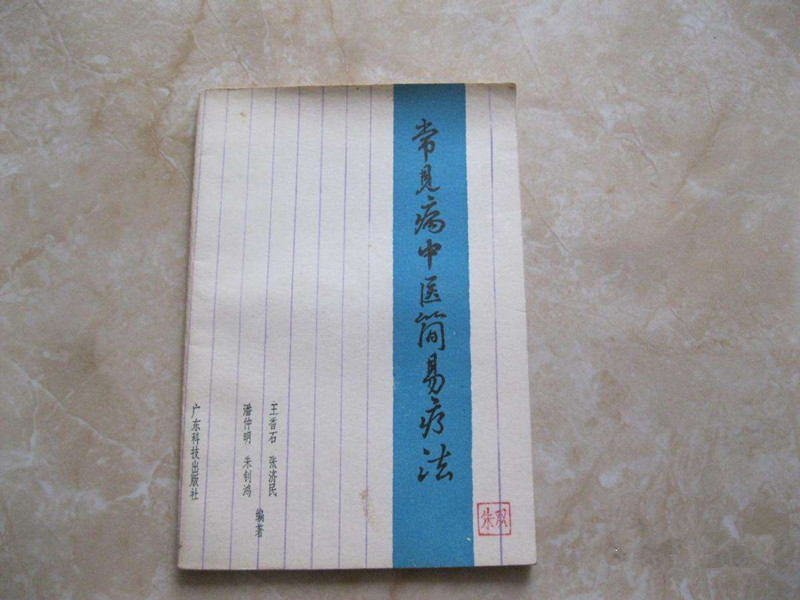 常见病中医简易疗法
王香石 张济民
潘仲明 朱钊鸿
编著
广东科技出版社